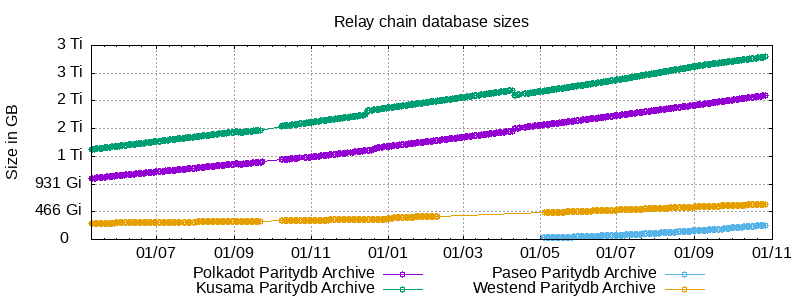 Relay chain database sizes
Size in GB
3 Ti
3 Ti
2 Ti
2 Ti
1 Ti
931 Gi
466 Gi
0
01/07 01/09 01/11 01/01 01/03 01/05 01/07 01/09 01/11
Polkadot Paritydb Archive Paseo Paritydb Archive
Kusama Paritydb Archive Westend Paritydb Archive